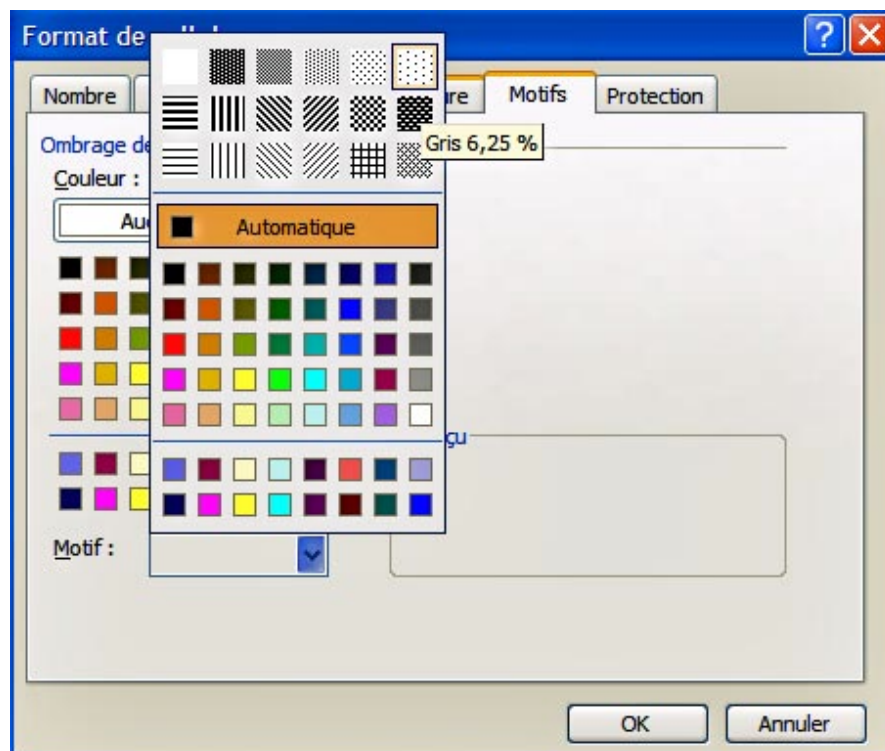 Format de
Nombre
re
Motifs
Protection
Ombrage de
Gris 6,25 %
Couleur :
Au
Automatique
çu
Motif :
OK
Annuler